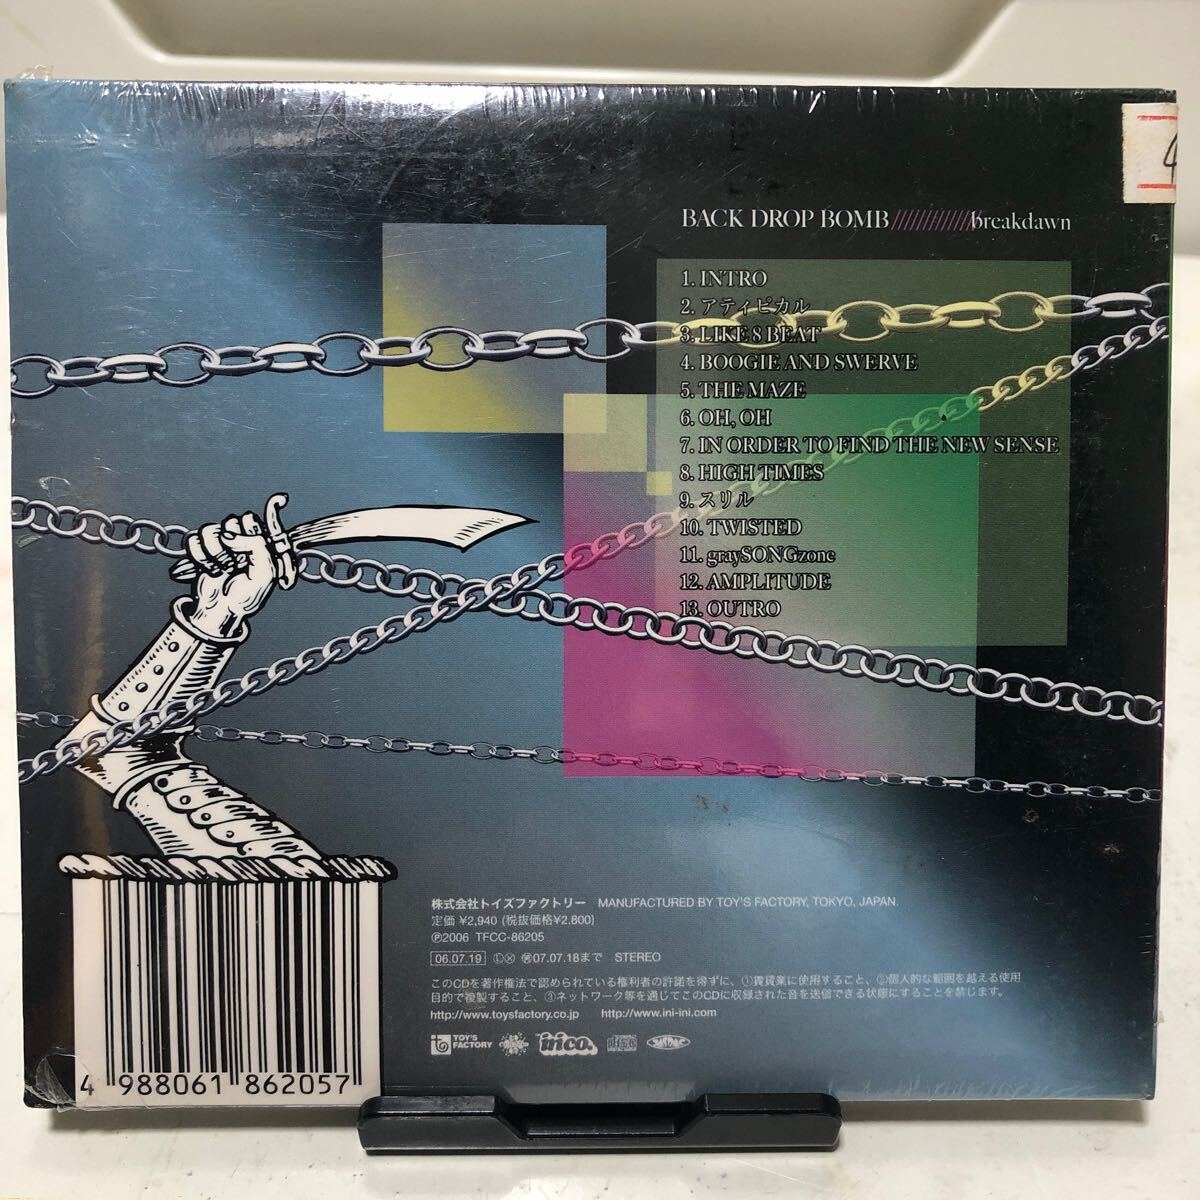 4
BACK DROP BOMB/////////////breakdawn
1. INTRO
2. アティピカル
3. LIKE 8 BEAT
4. BOOGIE AND SWERVE
5. THE MAZE
6. OH, OH
7. IN ORDER TO FIND THE NEW SENSE
8. HIGH TIMES
9. スリル
10. TWISTED
11. graySONGzone
12. AMPLITUDE
13. OUTRO
株式会社トイズファクトリー MANUFACTURED BY TOY'S FACTORY, TOKYO, JAPAN.
定価 ¥2,940 (税抜価格¥2,800)
Ⓟ2006 TFCC-86205
06.07.19 Ⓛ 07.07.18まで STEREO
このCDを著作権法で認められている権利者の許諾を得ずに、①賃貸業に使用すること、②個人的な範囲を越える使用
目的で複製すること、③ネットワーク等を通じてこのCDに収録された音を送信できる状態にすることを禁じます。
http://www.toysfactory.co.jp http://www.ini-ini.com
TOY'S
FACTORY
irico.
4 988061 862057